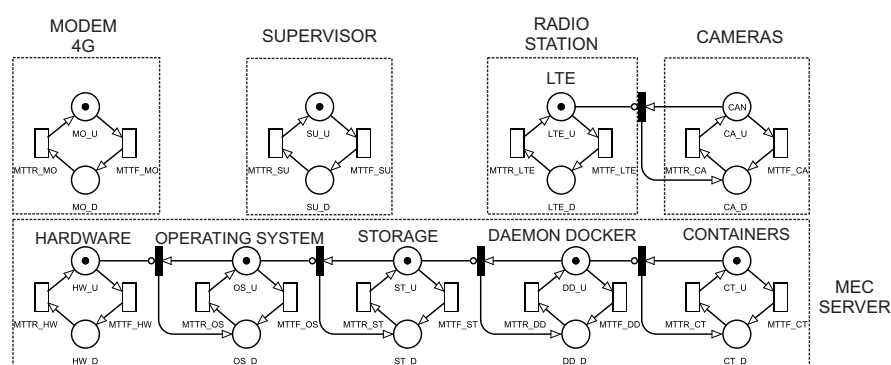 MODEM
4G
SUPERVISOR
RADIO
STATION
CAMERAS
LTE
CAN
MO_U
SU_U
LTE_U
CA_U
MTTR_MO
MTTF_MO
MTTR_SU
MTTF_SU
MTTR_LTE
MTTF_LTE
MTTR_CA
MTTF_CA
MO_D
SU_D
LTE_D
CA_D
HARDWARE
OPERATING SYSTEM
STORAGE
DAEMON DOCKER
CONTAINERS
HW_U
OS_U
ST_U
DD_U
CT_U
MEC
SERVER
MTTR_HW
MTTF_HW
MTTR_OS
MTTF_OS
MTTR_ST
MTTF_ST
MTTR_DD
MTTF_DD
MTTR_CT
MTTF_CT
HW_D
OS_D
ST_D
DD_D
CT_D